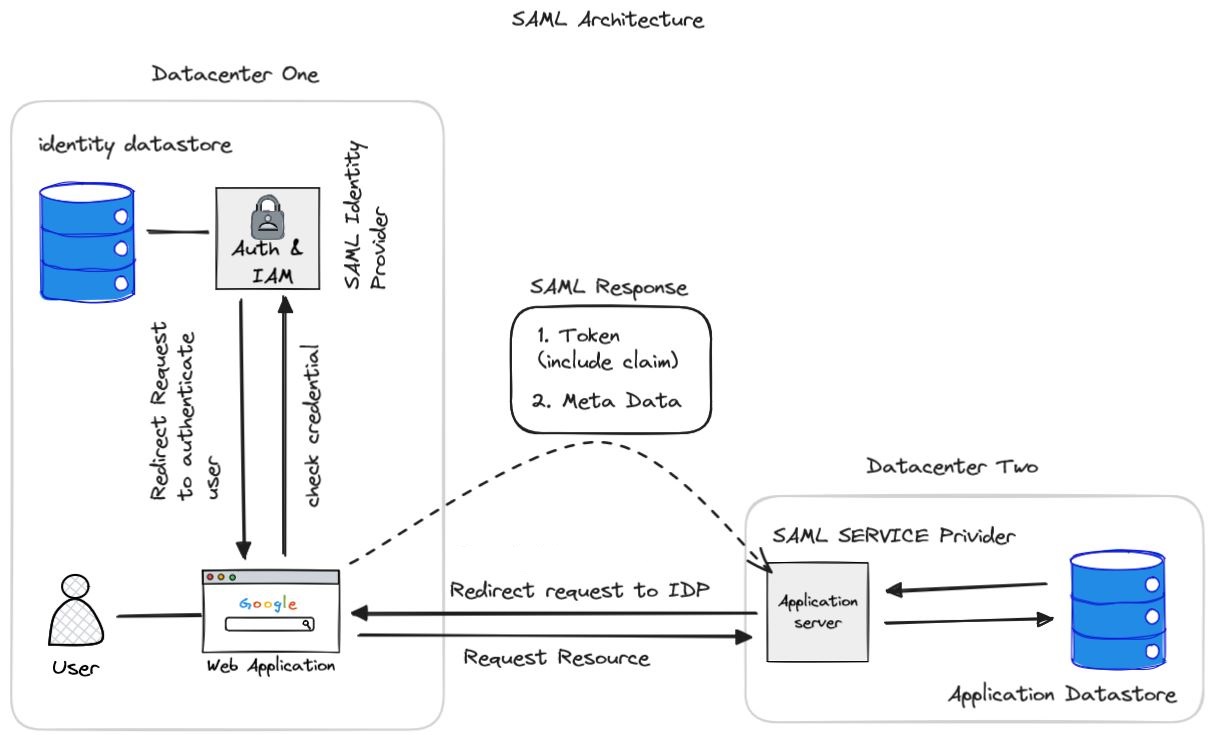 SAML Architecture
Datacenter One
identity datastore
Auth &
IAM
SAML Identity
Provider
Redirect Request
to authenticate
user
check credential
SAML Response
1. Token
(include claim)
2. Meta Data
Google
Web Application
User
Redirect request to IDP
Request Resource
Datacenter Two
SAML SERVICE Privider
Application
server
Application Datastore